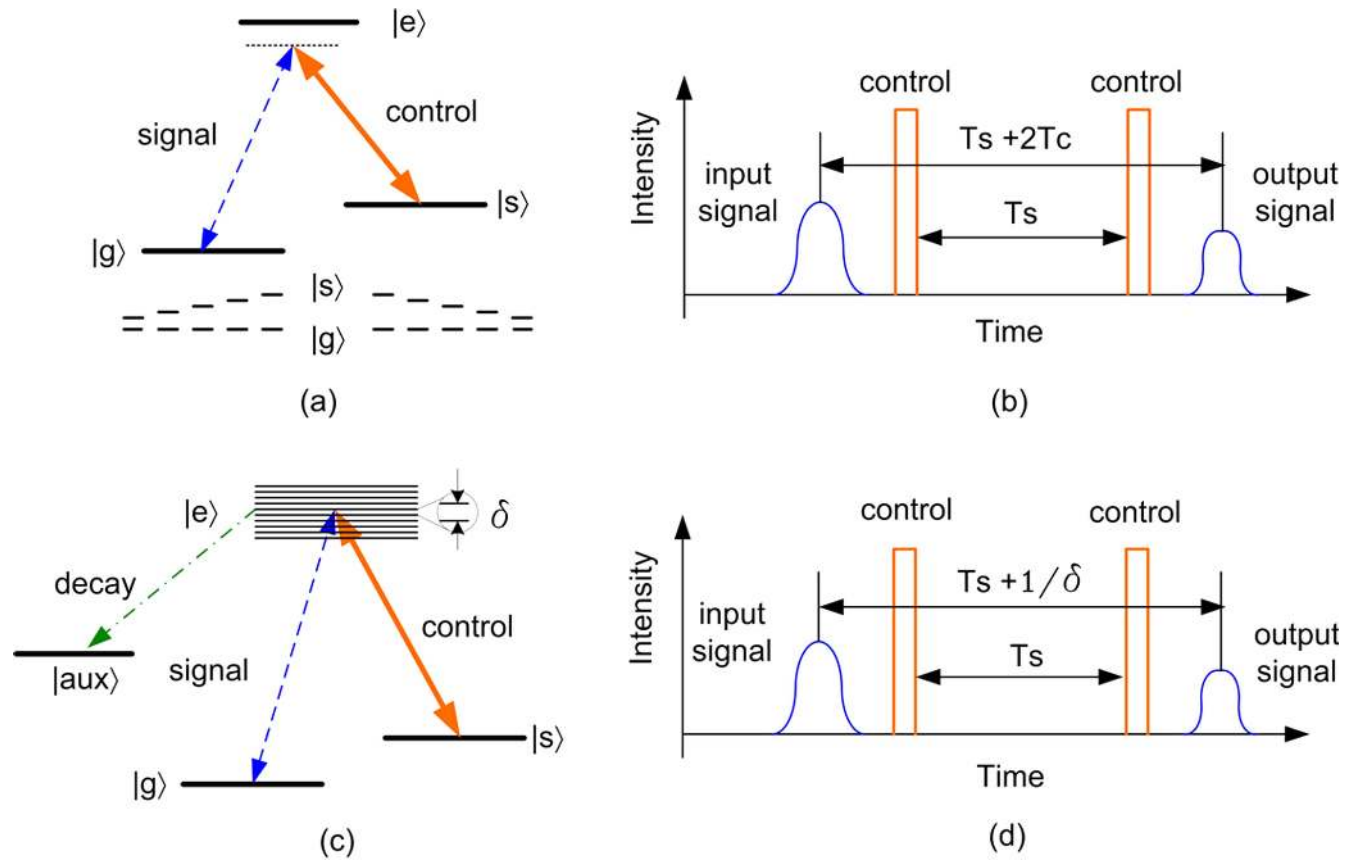 |e⟩
signal
control
|g⟩
|s⟩
|s⟩
|g⟩
(a)
Intensity
control
control
Ts +2Tc
input
signal
output
signal
Ts
Time
(b)
|e⟩
δ
decay
|aux⟩
signal
control
|s⟩
|g⟩
(c)
Intensity
control
control
Ts +1/δ
input
signal
output
signal
Ts
Time
(d)